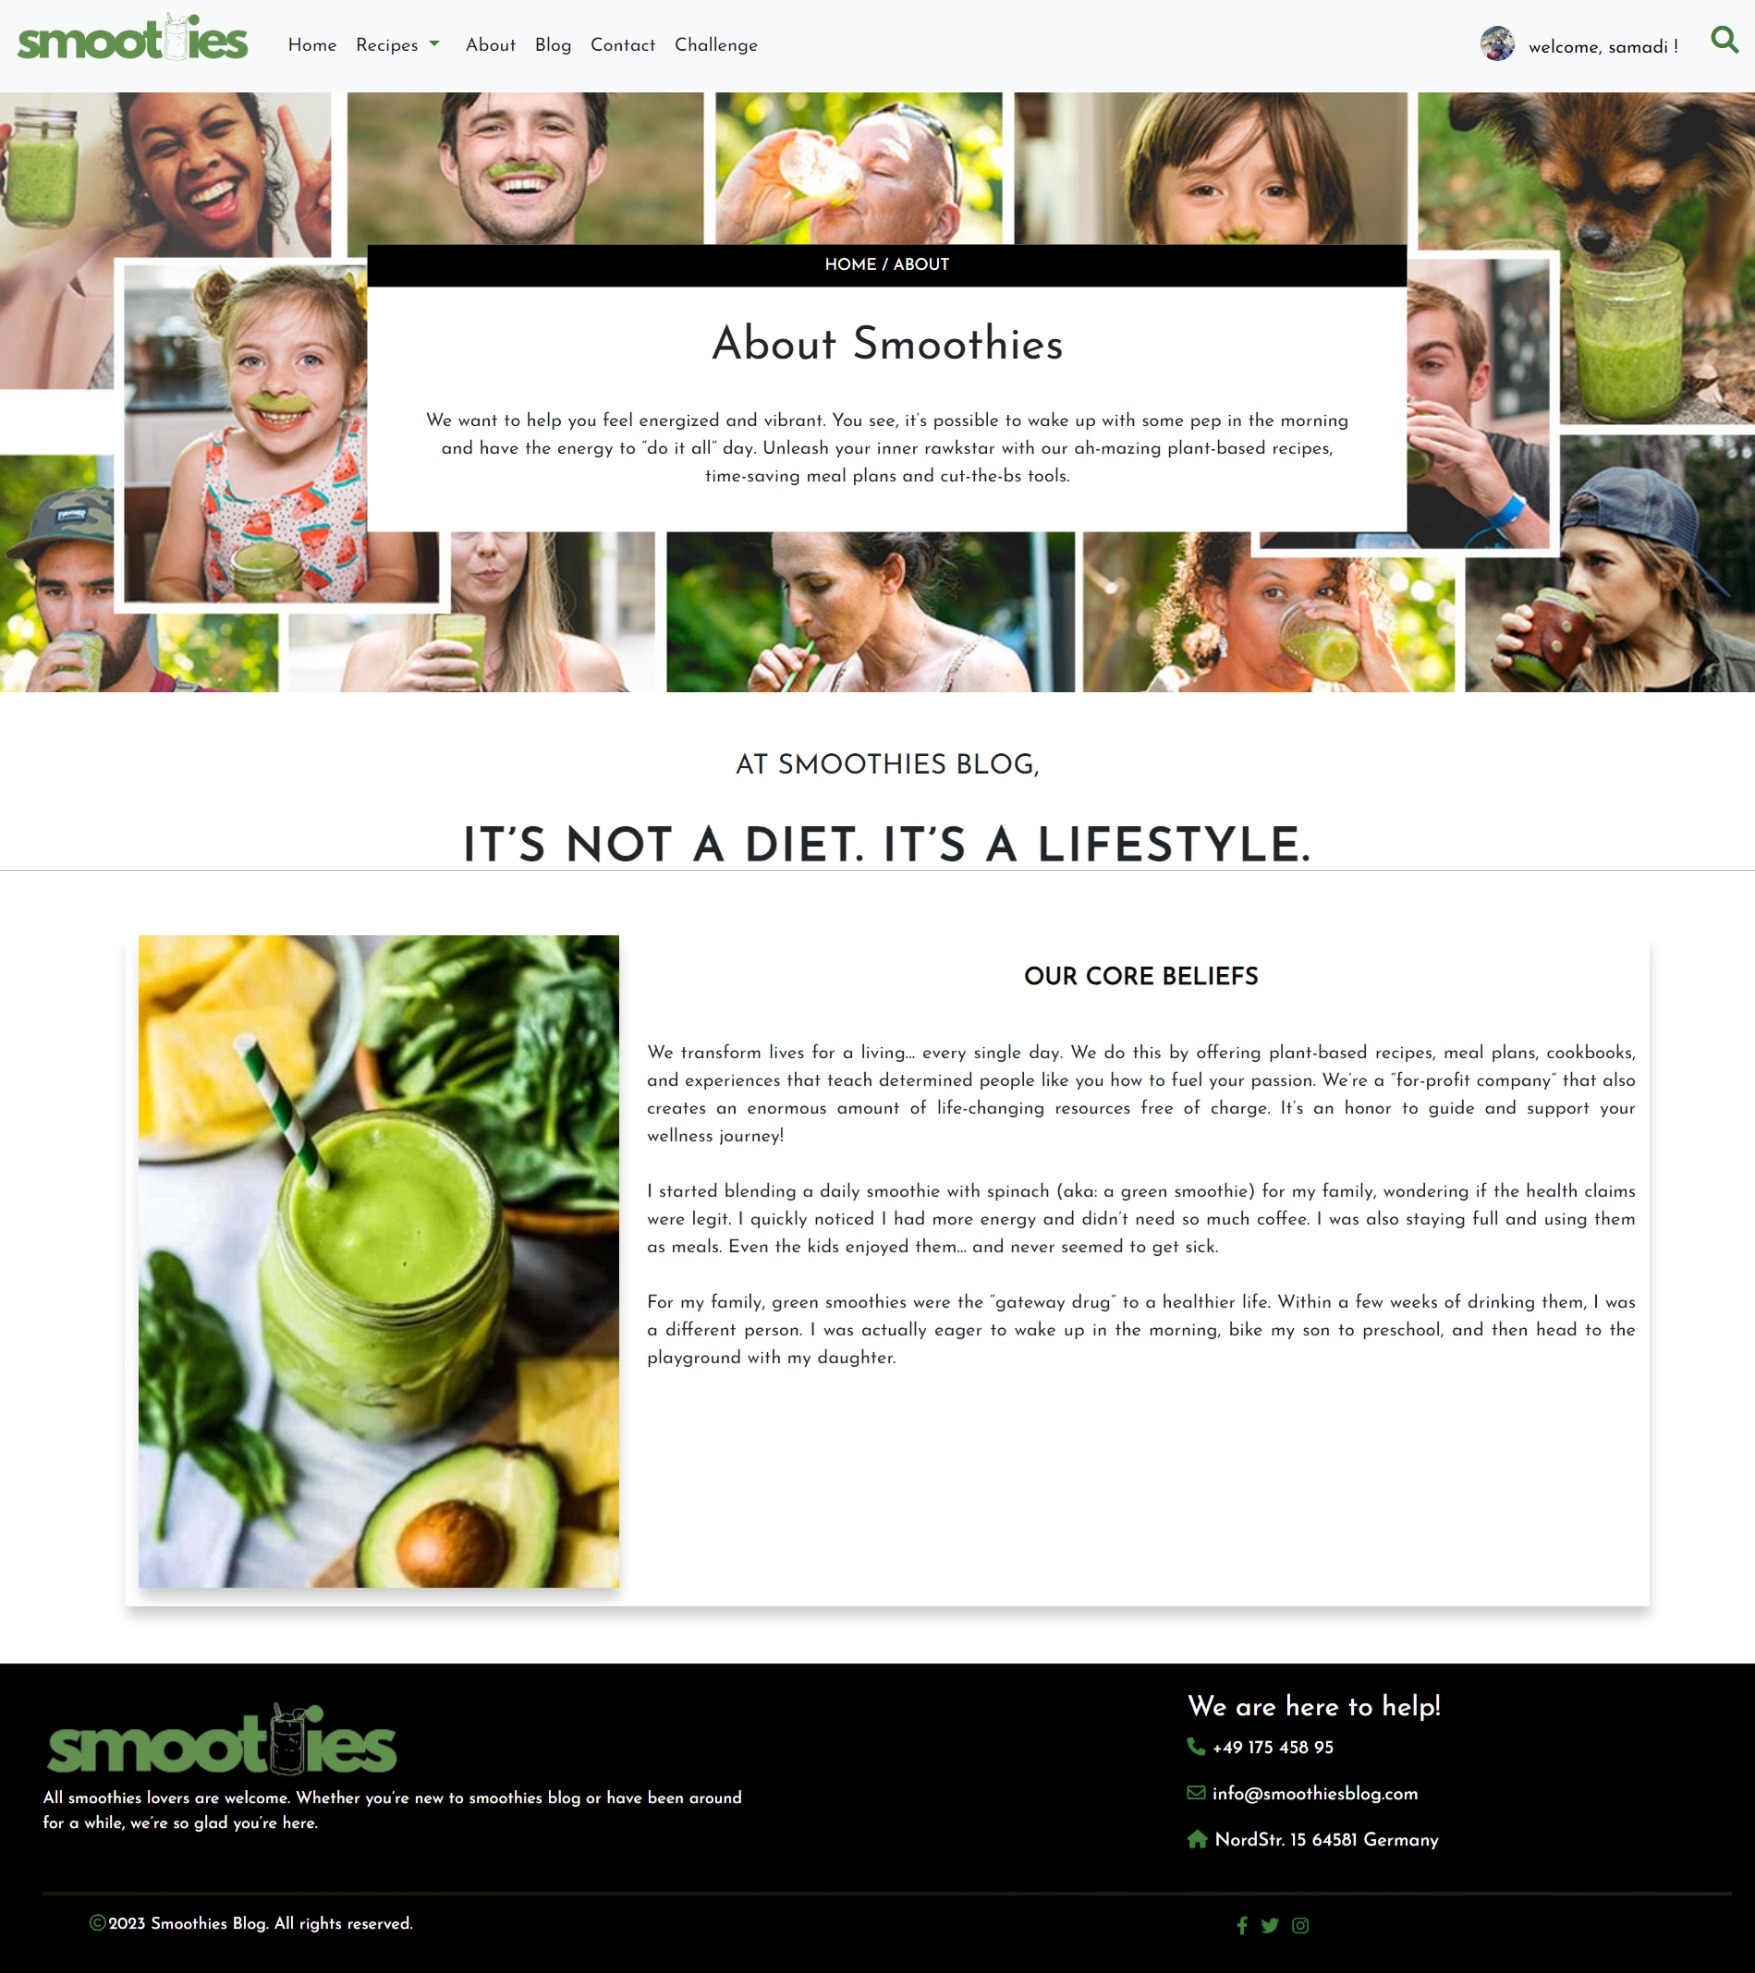 smoothies
Home Recipes About Blog Contact Challenge
welcome, samadi !
HOME / ABOUT
About Smoothies
We want to help you feel energized and vibrant. You see, it's possible to wake up with some pep in the morning
and have the energy to "do it all" day. Unleash your inner rawkstar with our ah-mazing plant-based recipes,
time-saving meal plans and cut-the-bs tools.
AT SMOOTHIES BLOG,
IT'S NOT A DIET. IT'S A LIFESTYLE.
OUR CORE BELIEFS
We transform lives for a living... every single day. We do this by offering plant-based recipes, meal plans, cookbooks,
and experiences that teach determined people like you how to fuel your passion. We're a "for-profit company" that also
creates an enormous amount of life-changing resources free of charge. It's an honor to guide and support your
wellness journey!
I started blending a daily smoothie with spinach (aka: a green smoothie) for my family, wondering if the health claims
were legit. I quickly noticed I had more energy and didn't need so much coffee. I was also staying full and using them
as meals. Even the kids enjoyed them... and never seemed to get sick.
For my family, green smoothies were the "gateway drug" to a healthier life. Within a few weeks of drinking them, I was
a different person. I was actually eager to wake up in the morning, bike my son to preschool, and then head to the
playground with my daughter.
smoothies
All smoothies lovers are welcome. Whether you're new to smoothies blog or have been around
for a while, we're so glad you're here.
We are here to help!
+49 175 458 95
info@smoothiesblog.com
NordStr. 15 64581 Germany
©2023 Smoothies Blog. All rights reserved.